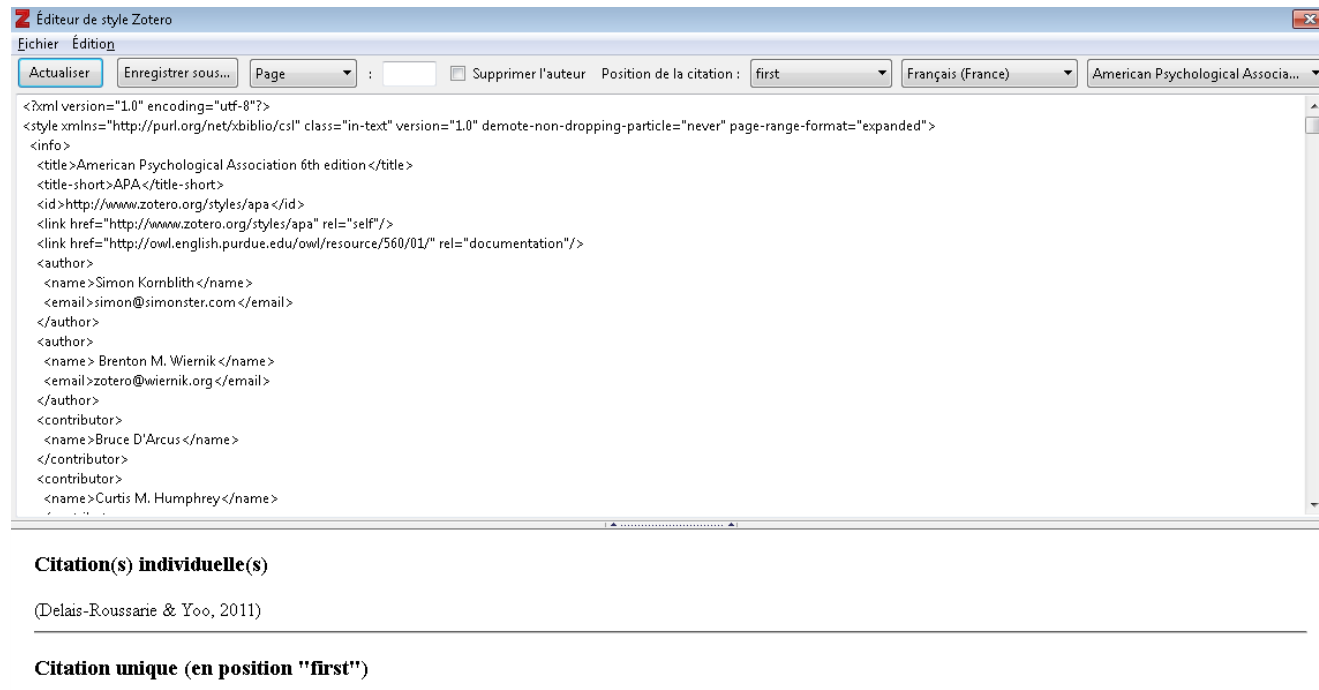 Éditeur de style Zotero
Fichier Édition
Actualiser Enregistrer sous... Page : Supprimer l'auteur Position de la citation : first Français (France) American Psychological Associa...
<?xml version="1.0" encoding="utf-8"?>
<style xmlns="http://purl.org/net/xbiblio/csl" class="in-text" version="1.0" demote-non-dropping-particle="never" page-range-format="expanded">
<info>
<title>American Psychological Association 6th edition</title>
<title-short>APA</title-short>
<id>http://www.zotero.org/styles/apa</id>
<link href="http://www.zotero.org/styles/apa" rel="self"/>
<link href="http://owl.english.purdue.edu/owl/resource/560/01/" rel="documentation"/>
<author>
<name>Simon Kornblith</name>
<email>simon@simonster.com</email>
</author>
<author>
<name> Brenton M. Wiernik</name>
<email>zotero@wiernik.org</email>
</author>
<contributor>
<name>Bruce D'Arcus</name>
</contributor>
<contributor>
<name>Curtis M. Humphrey</name>
Citation(s) individuelle(s)
(Delais-Roussarie & Yoo, 2011)
Citation unique (en position "first")